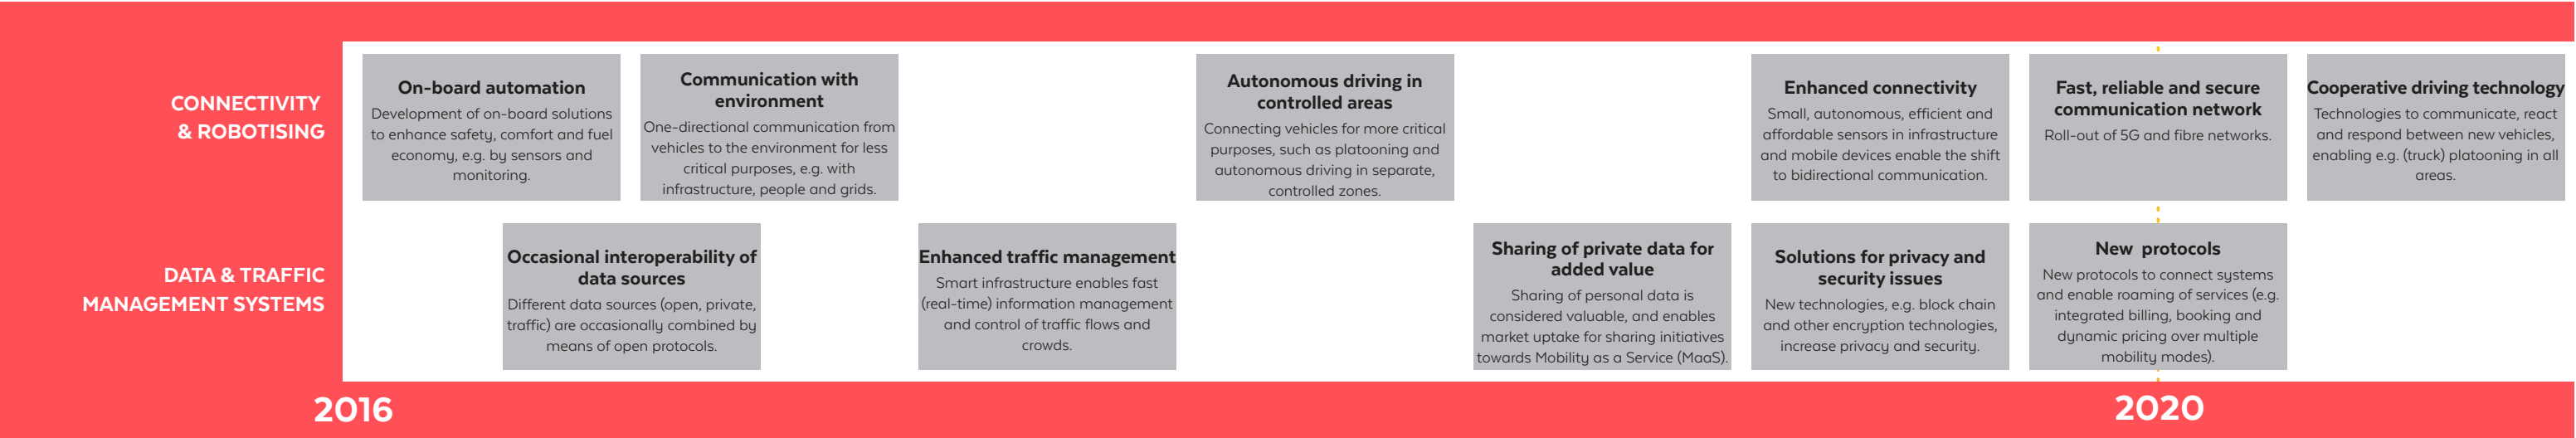 CONNECTIVITY
& ROBOTISING
On-board automation
Development of on-board solutions
to enhance safety, comfort and fuel
economy, e.g. by sensors and
monitoring.
Communication with
environment
One-directional communication from
vehicles to the environment for less
critical purposes, e.g. with
infrastructure, people and grids.
Autonomous driving in
controlled areas
Connecting vehicles for more critical
purposes, such as platooning and
autonomous driving in separate,
controlled zones.
Enhanced connectivity
Small, autonomous, efficient and
affordable sensors in infrastructure
and mobile devices enable the shift
to bidirectional communication.
Fast, reliable and secure
communication network
Roll-out of 5G and fibre networks.
Cooperative driving technology
Technologies to communicate, react
and respond between new vehicles,
enabling e.g. (truck) platooning in all
areas.
DATA & TRAFFIC
MANAGEMENT SYSTEMS
Occasional interoperability of
data sources
Different data sources (open, private,
traffic) are occasionally combined by
means of open protocols.
Enhanced traffic management
Smart infrastructure enables fast
(real-time) information management
and control of traffic flows and
crowds.
Sharing of private data for
added value
Sharing of personal data is
considered valuable, and enables
market uptake for sharing initiatives
towards Mobility as a Service (MaaS).
Solutions for privacy and
security issues
New technologies, e.g. block chain
and other encryption technologies,
increase privacy and security.
New protocols
New protocols to connect systems
and enable roaming of services (e.g.
integrated billing, booking and
dynamic pricing over multiple
mobility modes).
2016
2020